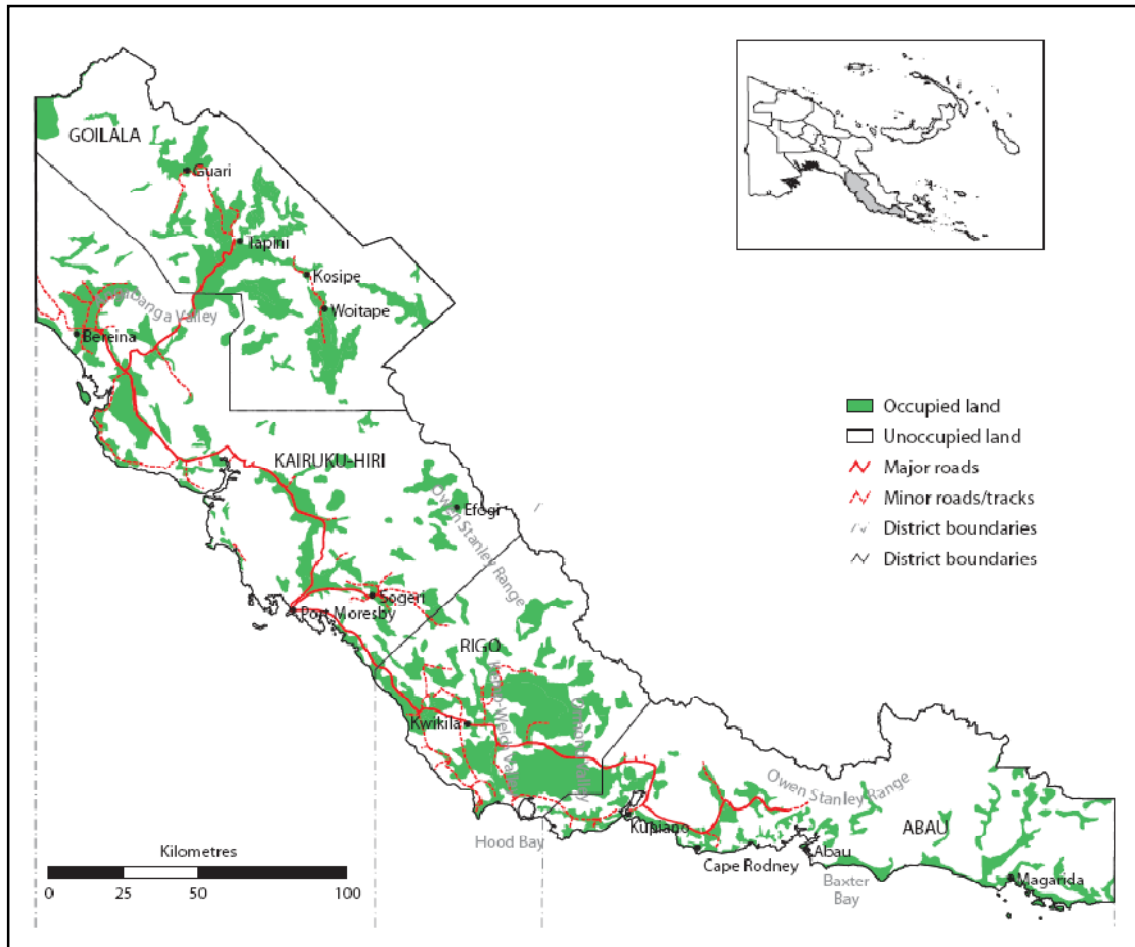 GOILALA
Guari
Tapini
Kosipe
Woitape
Bereina
KAIRUKU-HIRI
Efogi
Owen Stanley Range
Sogeri
Port Moresby
RIGO
Kwikila
Hood Bay
Kupiano
Cape Rodney
Owen Stanley Range
ABAU
Abau
Baxter
Bay
Magarida
Occupied land
Unoccupied land
Major roads
Minor roads/tracks
District boundaries
District boundaries
Kilometres
0 25 50 100